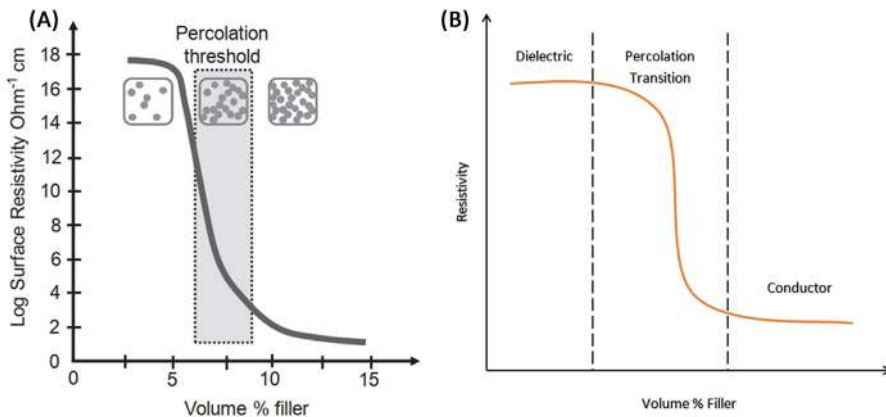 (A)
Percolation
threshold
Log Surface Resistivity Ohm⁻¹ cm
18
16
14
12
10
8
6
4
2
0
0 5 10 15
Volume % filler
(B)
Dielectric
Percolation
Transition
Conductor
Resistivity
Volume % Filler